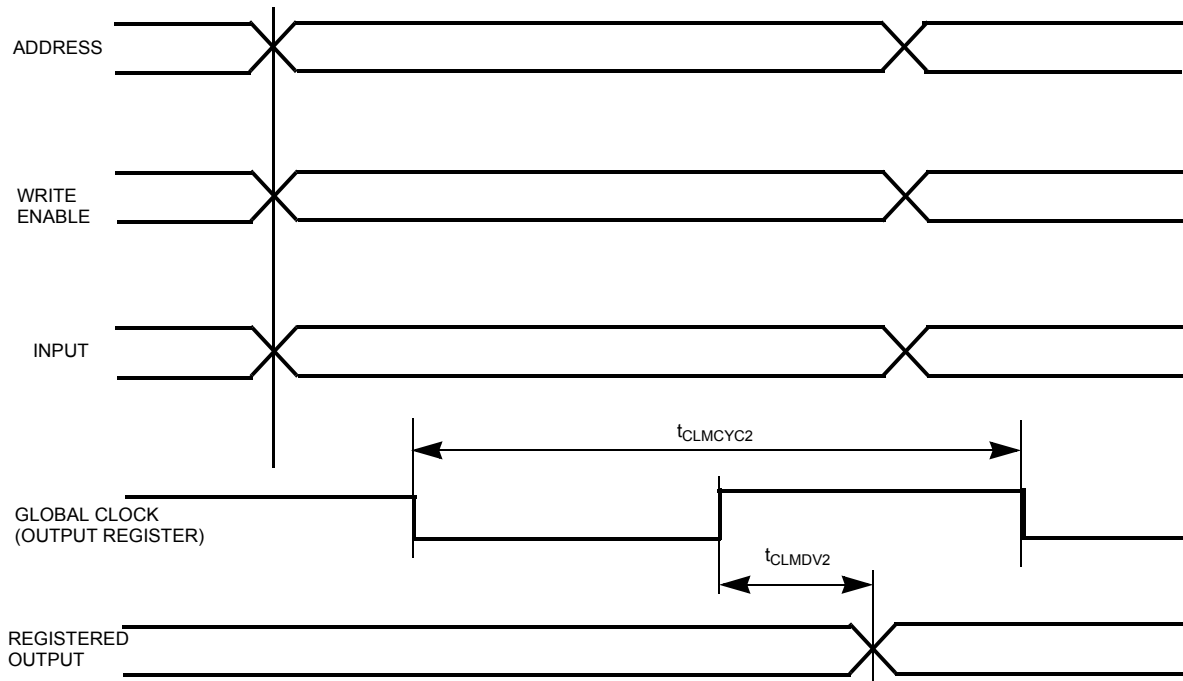 ADDRESS
WRITE
ENABLE
INPUT
tCLMCYC2
GLOBAL CLOCK
(OUTPUT REGISTER)
tCLMDV2
REGISTERED
OUTPUT